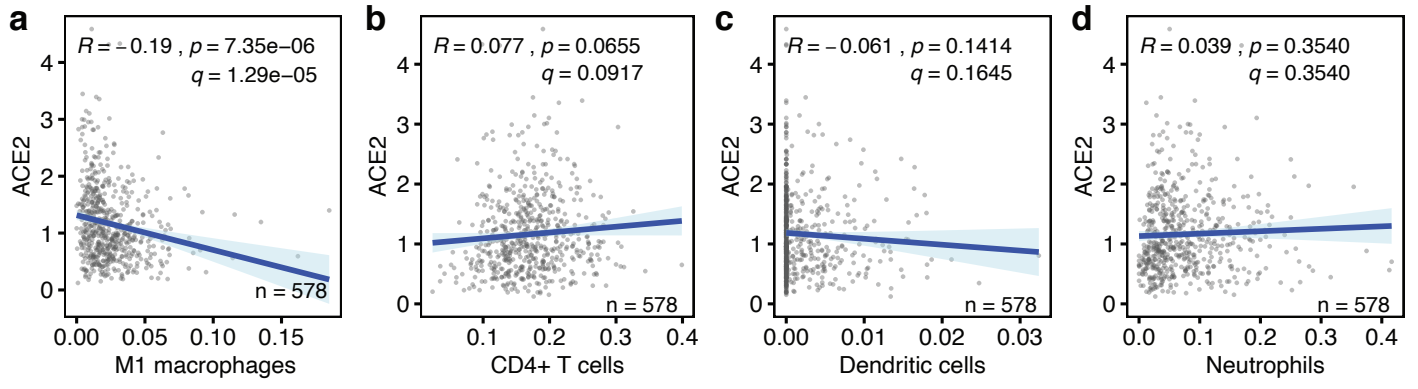 a
R = −0.19 , p = 7.35e−06
q = 1.29e−05
ACE2
4
3
2
1
0
n = 578
0.00 0.05 0.10 0.15
M1 macrophages
b
R = 0.077 , p = 0.0655
q = 0.0917
ACE2
4
3
2
1
0
n = 578
0.1 0.2 0.3 0.4
CD4+ T cells
c
R = −0.061 , p = 0.1414
q = 0.1645
ACE2
4
3
2
1
0
n = 578
0.00 0.01 0.02 0.03
Dendritic cells
d
R = 0.039 , p = 0.3540
q = 0.3540
ACE2
4
3
2
1
0
n = 578
0.0 0.1 0.2 0.3 0.4
Neutrophils